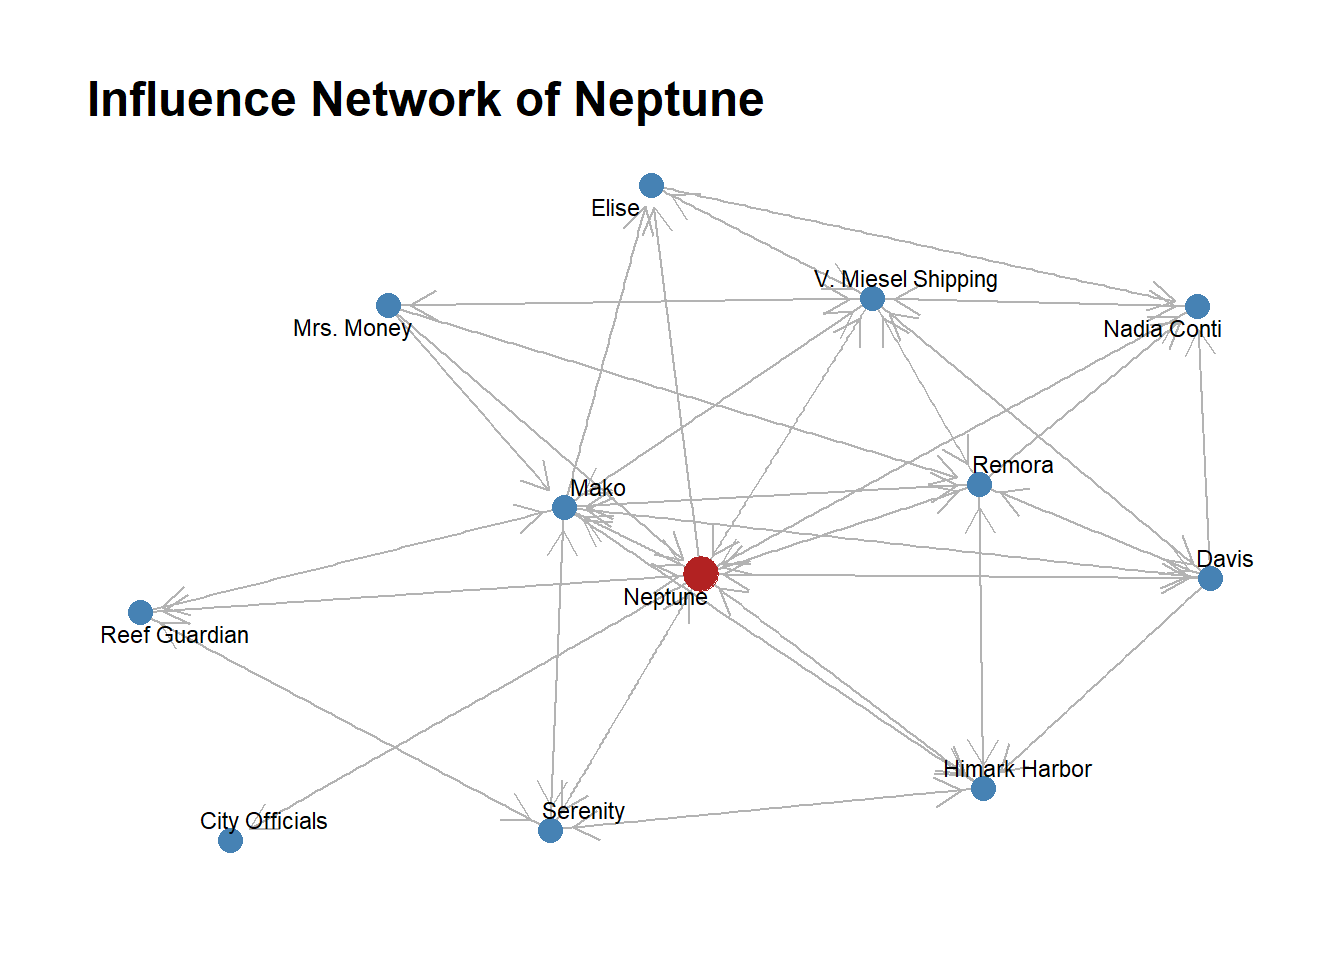 Influence Network of Neptune
Elise
V. Miesel Shipping
Mrs. Money
Nadia Conti
Remora
Mako
Davis
Neptune
Reef Guardian
Himark Harbor
Serenity
City Officials